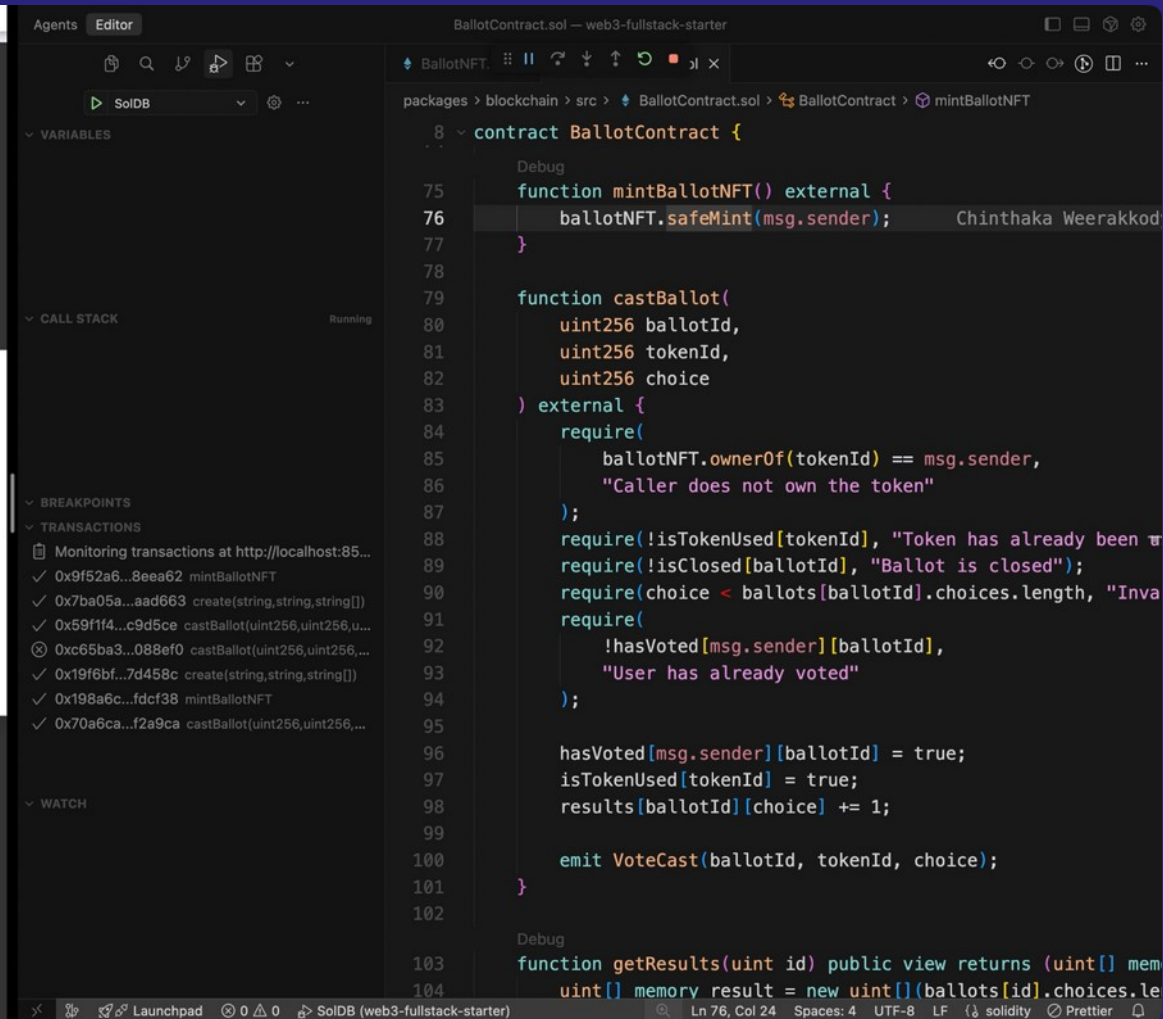 Agents Editor BallotContract.sol — web3-fullstack-starter
BallotNFT.
SolDB
packages > blockchain > src > BallotContract.sol > BallotContract > mintBallotNFT
VARIABLES
CALL STACK Running
BREAKPOINTS
TRANSACTIONS
Monitoring transactions at http://localhost:85...
0x9f52a6...8eea62 mintBallotNFT
0x7ba05a...aad663 create(string,string,string[])
0x59f1f4...c9d5ce castBallot(uint256,uint256,u...
0xc65ba3...088ef0 castBallot(uint256,uint256,...
0x19f6bf...7d458c create(string,string,string[])
0x198a6c...fdcf38 mintBallotNFT
0x70a6ca...f2a9ca castBallot(uint256,uint256,...
WATCH
8 contract BallotContract {
Debug
75 function mintBallotNFT() external {
76 ballotNFT.safeMint(msg.sender); Chinthaka Weerakkod
77 }
78
79 function castBallot(
80 uint256 ballotId,
81 uint256 tokenId,
82 uint256 choice
83 ) external {
84 require(
85 ballotNFT.ownerOf(tokenId) == msg.sender,
86 "Caller does not own the token"
87 );
88 require(!isTokenUsed[tokenId], "Token has already been
89 require(!isClosed[ballotId], "Ballot is closed");
90 require(choice < ballots[ballotId].choices.length, "Inva
91 require(
92 !hasVoted[msg.sender][ballotId],
93 "User has already voted"
94 );
95
96 hasVoted[msg.sender][ballotId] = true;
97 isTokenUsed[tokenId] = true;
98 results[ballotId][choice] += 1;
99
100 emit VoteCast(ballotId, tokenId, choice);
101 }
102
Debug
103 function getResults(uint id) public view returns (uint[] mem
104 uint[] memory result = new uint[](ballots[id].choices.le
Launchpad 0 0 SolDB (web3-fullstack-starter) Ln 76, Col 24 Spaces: 4 UTF-8 LF solidity Prettier